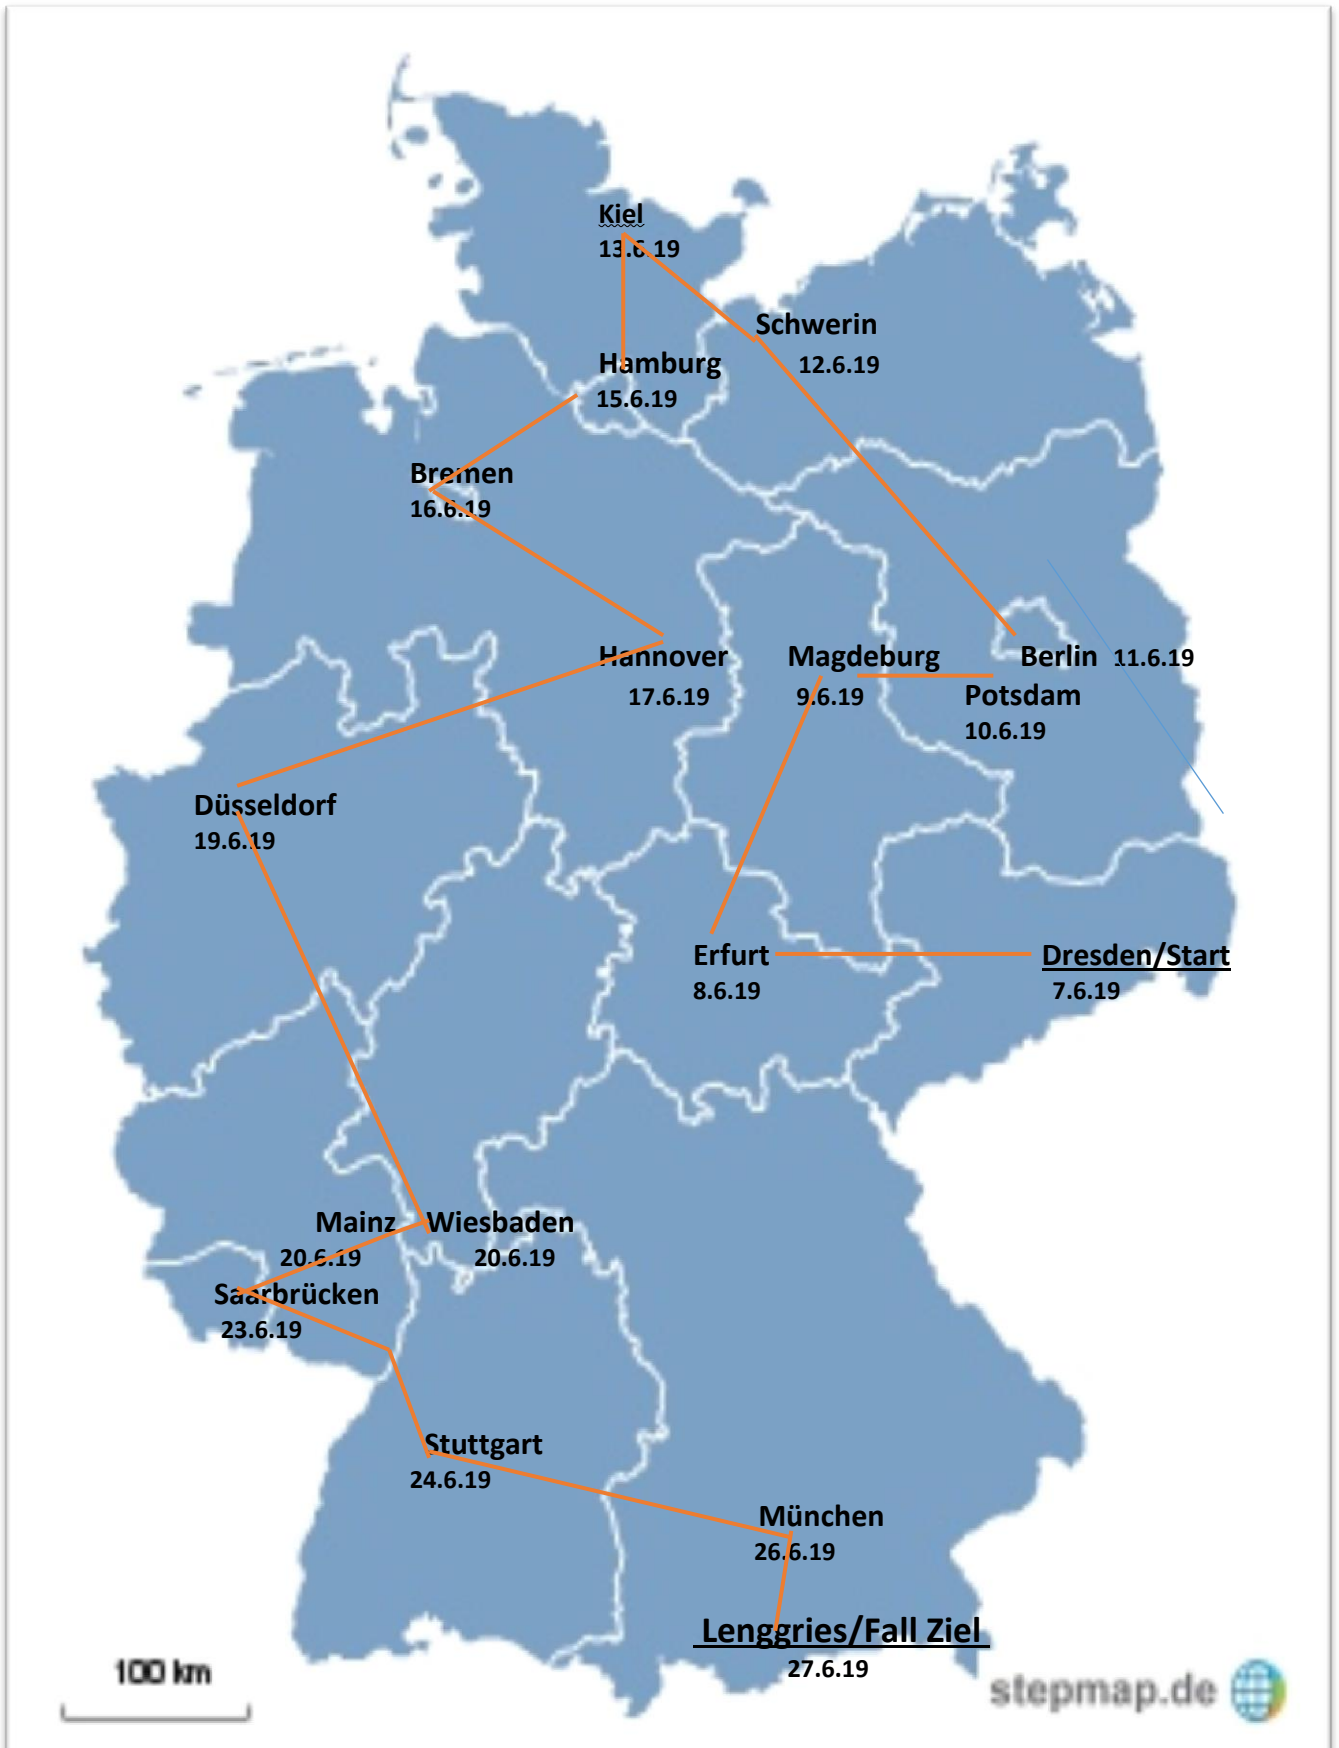 Kiel
13.6.19
Schwerin
12.6.19
Hamburg
15.6.19
Bremen
16.6.19
Hannover
17.6.19
Magdeburg
9.6.19
Berlin 11.6.19
Potsdam
10.6.19
Düsseldorf
19.6.19
Erfurt
8.6.19
Dresden/Start
7.6.19
Mainz
20.6.19
Wiesbaden
20.6.19
Saarbrücken
23.6.19
Stuttgart
24.6.19
München
26.6.19
Lenggries/Fall Ziel
27.6.19
100 km
stepmap.de